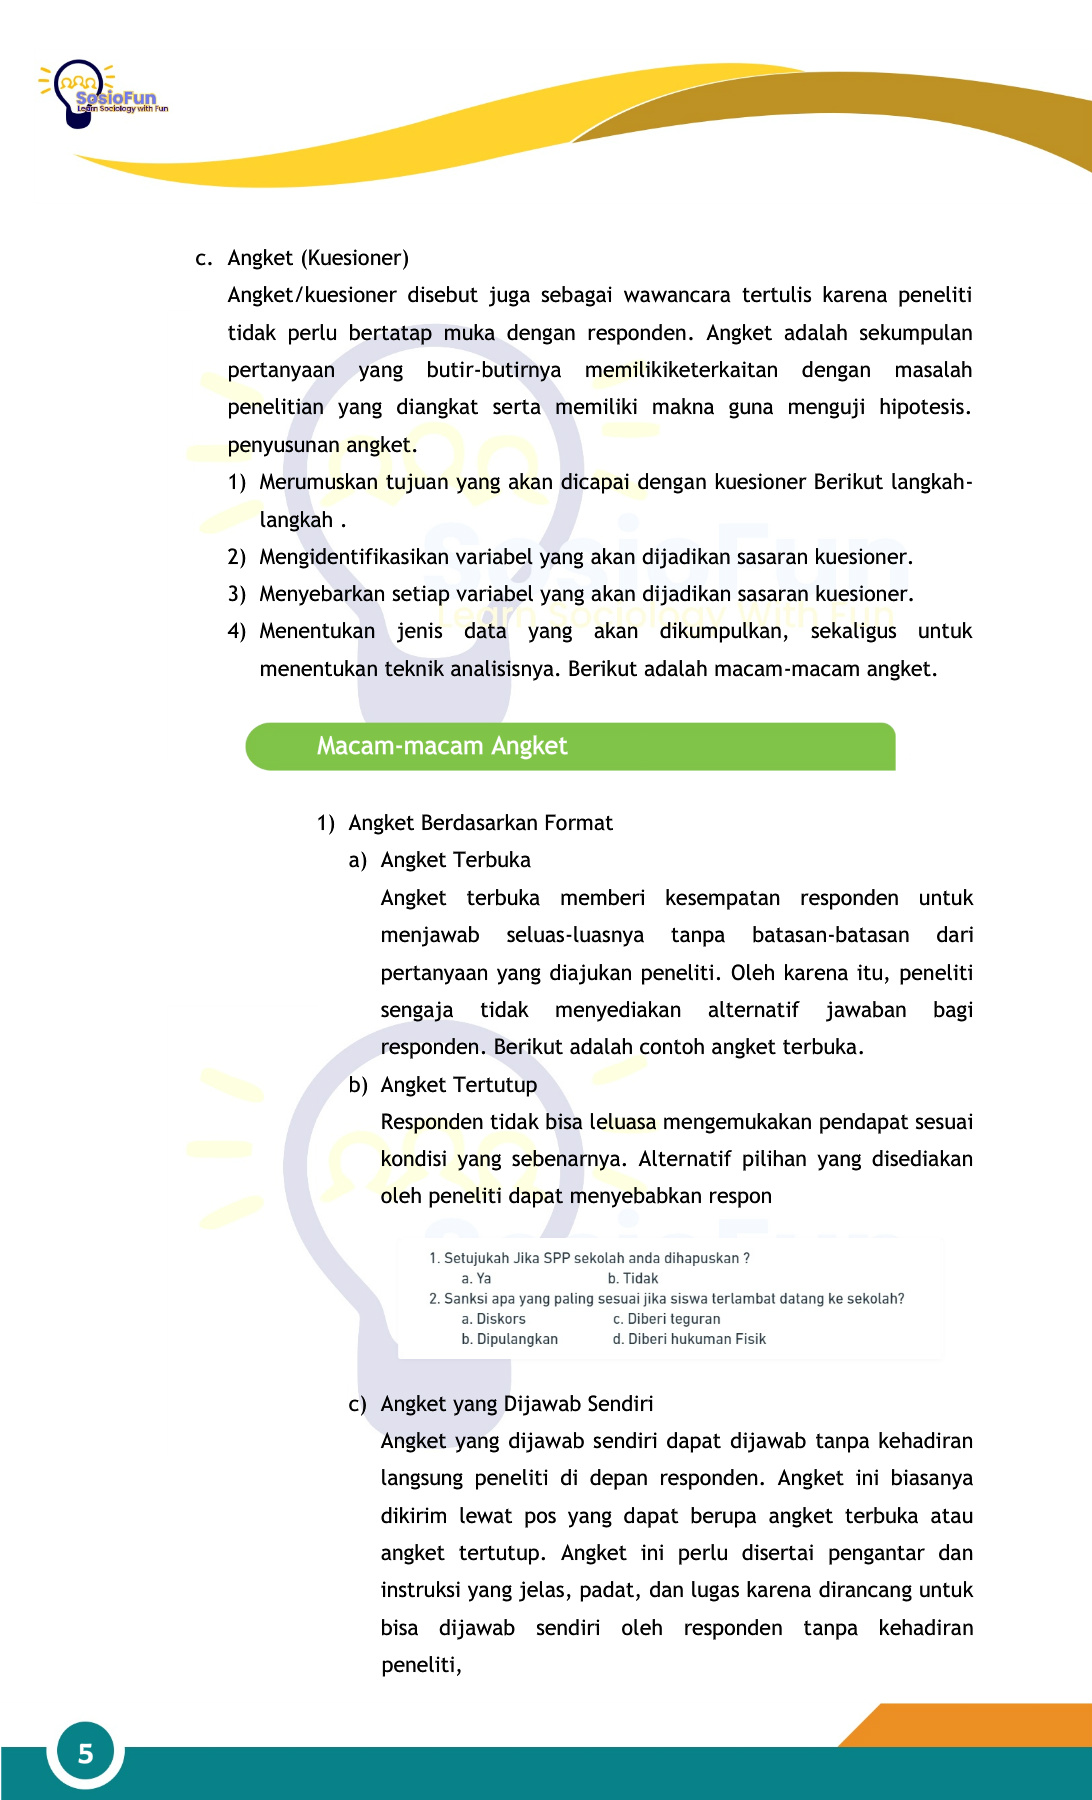 SosioFun
Learn Sociology with Fun
c. Angket (Kuesioner)
Angket/kuesioner disebut juga sebagai wawancara tertulis karena peneliti
tidak perlu bertatap muka dengan responden. Angket adalah sekumpulan
pertanyaan yang butir-butirnya memilikiketerkaitan dengan masalah
penelitian yang diangkat serta memiliki makna guna menguji hipotesis.
penyusunan angket.
1) Merumuskan tujuan yang akan dicapai dengan kuesioner Berikut langkah-
langkah .
2) Mengidentifikasikan variabel yang akan dijadikan sasaran kuesioner.
3) Menyebarkan setiap variabel yang akan dijadikan sasaran kuesioner.
4) Menentukan jenis data yang akan dikumpulkan, sekaligus untuk
menentukan teknik analisisnya. Berikut adalah macam-macam angket.
SosioFun
Learn Sociology With Fun
Macam-macam Angket
1) Angket Berdasarkan Format
a) Angket Terbuka
Angket terbuka memberi kesempatan responden untuk
menjawab seluas-luasnya tanpa batasan-batasan dari
pertanyaan yang diajukan peneliti. Oleh karena itu, peneliti
sengaja tidak menyediakan alternatif jawaban bagi
responden. Berikut adalah contoh angket terbuka.
b) Angket Tertutup
Responden tidak bisa leluasa mengemukakan pendapat sesuai
kondisi yang sebenarnya. Alternatif pilihan yang disediakan
oleh peneliti dapat menyebabkan respon
1. Setujukah Jika SPP sekolah anda dihapuskan ?
a. Ya b. Tidak
2. Sanksi apa yang paling sesuai jika siswa terlambat datang ke sekolah?
a. Diskors c. Diberi teguran
b. Dipulangkan d. Diberi hukuman Fisik
c) Angket yang Dijawab Sendiri
Angket yang dijawab sendiri dapat dijawab tanpa kehadiran
langsung peneliti di depan responden. Angket ini biasanya
dikirim lewat pos yang dapat berupa angket terbuka atau
angket tertutup. Angket ini perlu disertai pengantar dan
instruksi yang jelas, padat, dan lugas karena dirancang untuk
bisa dijawab sendiri oleh responden tanpa kehadiran
peneliti,
5